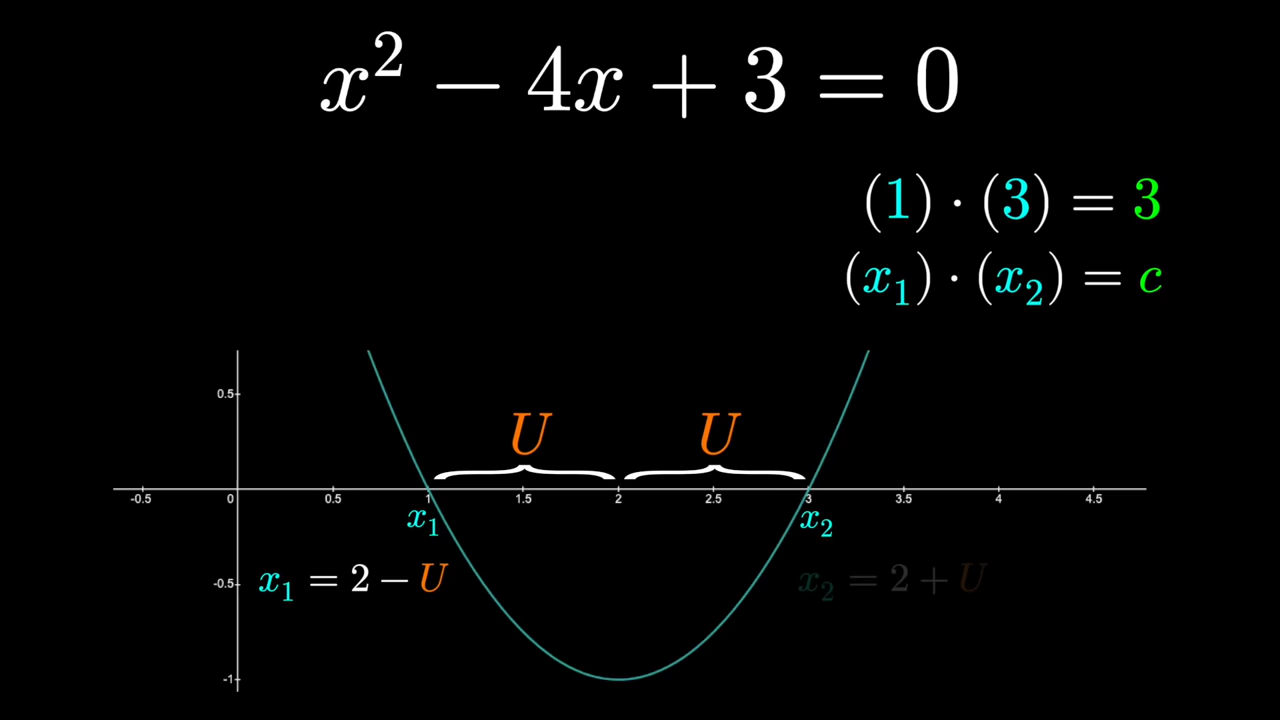 x² − 4x + 3 = 0
(1) · (3) = 3
(x₁) · (x₂) = c
0.5
U U
-0.5 0 0.5 1 1.5 2 2.5 3 3.5 4 4.5
x₁ x₂
-0.5
x₁ = 2 − U x₂ = 2 + U
-1